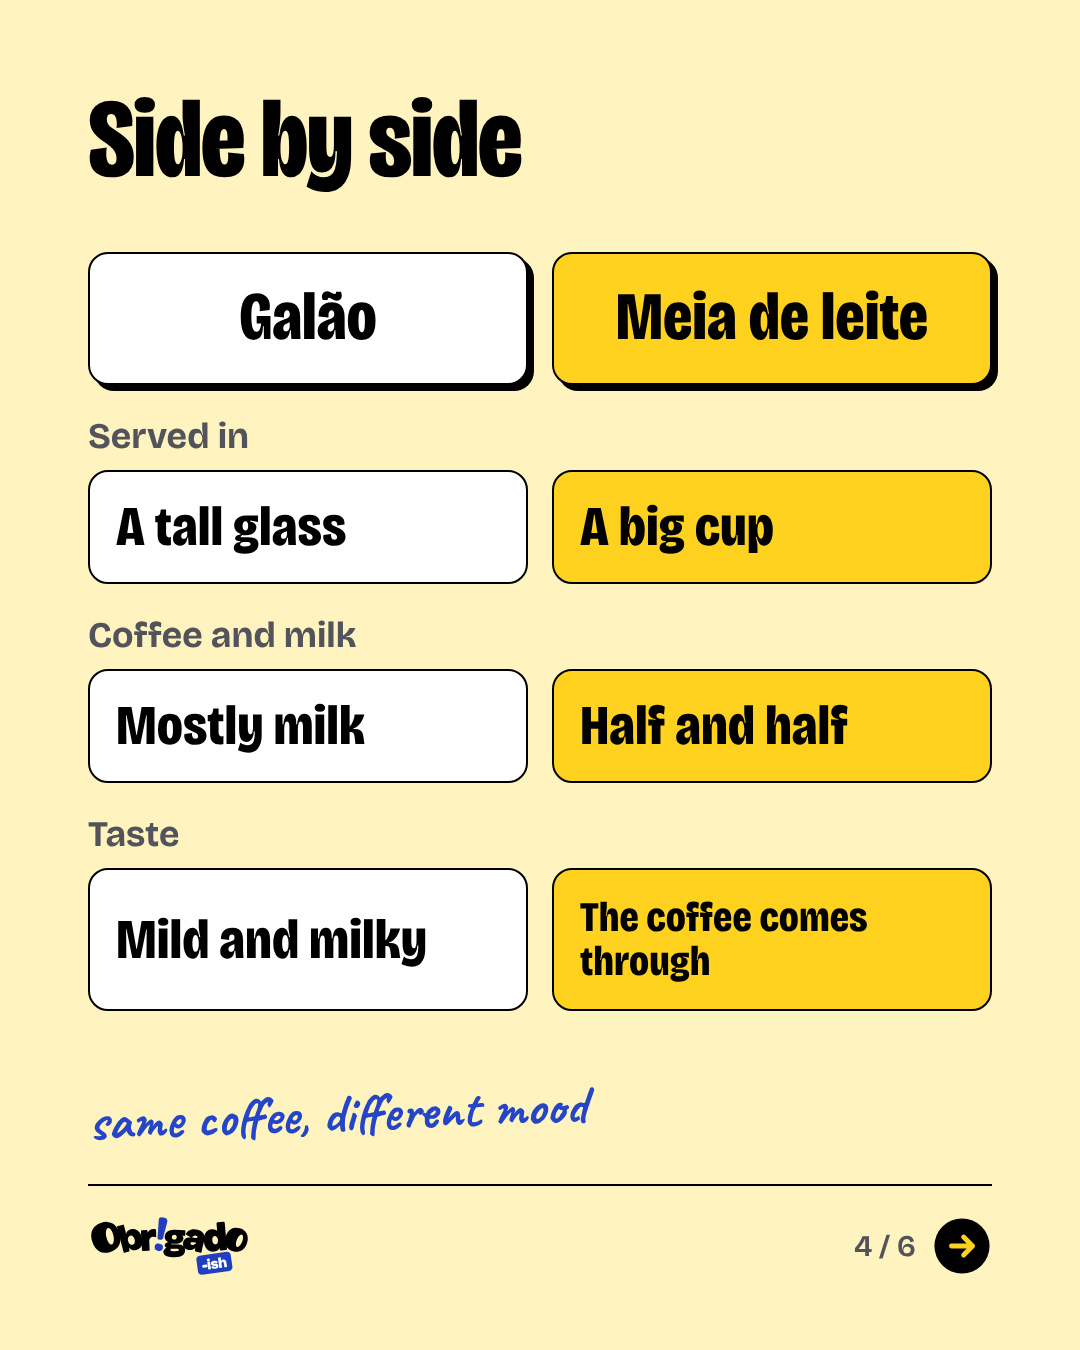 Side by side
Galão
Meia de leite
Served in
A tall glass
A big cup
Coffee and milk
Mostly milk
Half and half
Taste
Mild and milky
The coffee comes
through
same coffee, different mood
Obr!gado
-ish
4 / 6